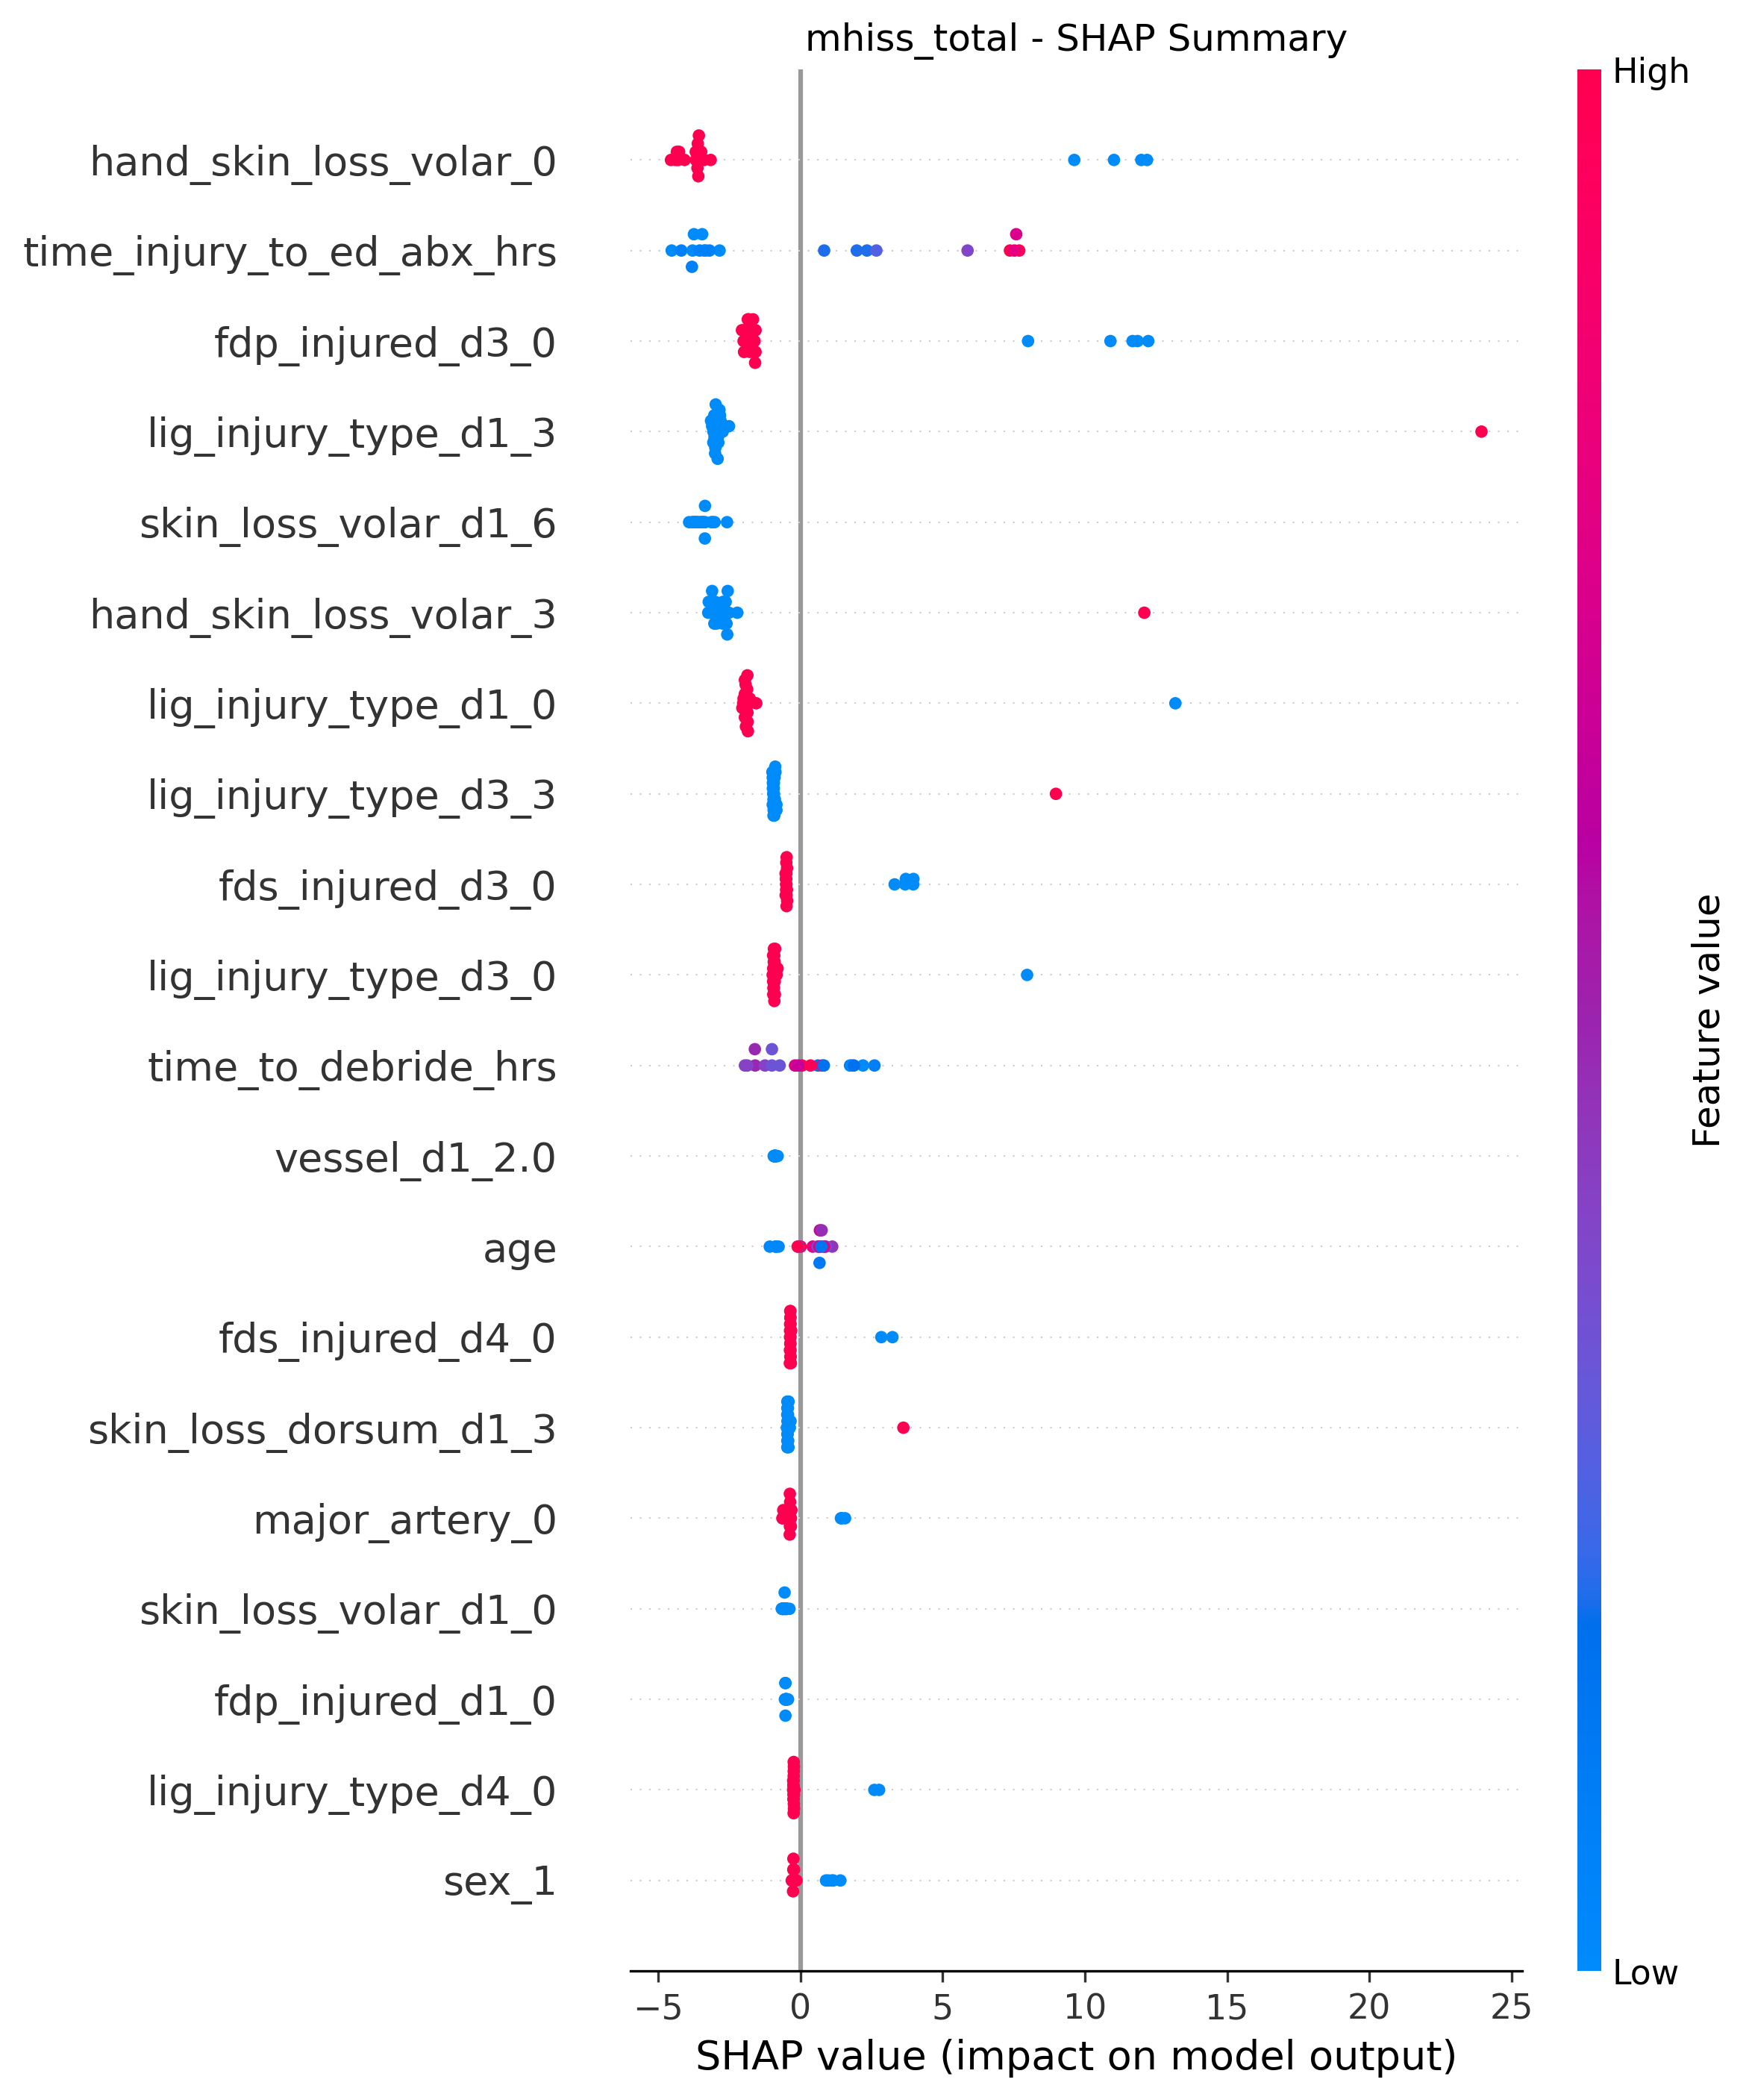 mhiss_total - SHAP Summary
High
hand_skin_loss_volar_0
time_injury_to_ed_abx_hrs
fdp_injured_d3_0
lig_injury_type_d1_3
skin_loss_volar_d1_6
hand_skin_loss_volar_3
lig_injury_type_d1_0
lig_injury_type_d3_3
fds_injured_d3_0
lig_injury_type_d3_0
time_to_debride_hrs
vessel_d1_2.0
age
fds_injured_d4_0
skin_loss_dorsum_d1_3
major_artery_0
skin_loss_volar_d1_0
fdp_injured_d1_0
lig_injury_type_d4_0
sex_1
Feature value
Low
−5 0 5 10 15 20 25
SHAP value (impact on model output)